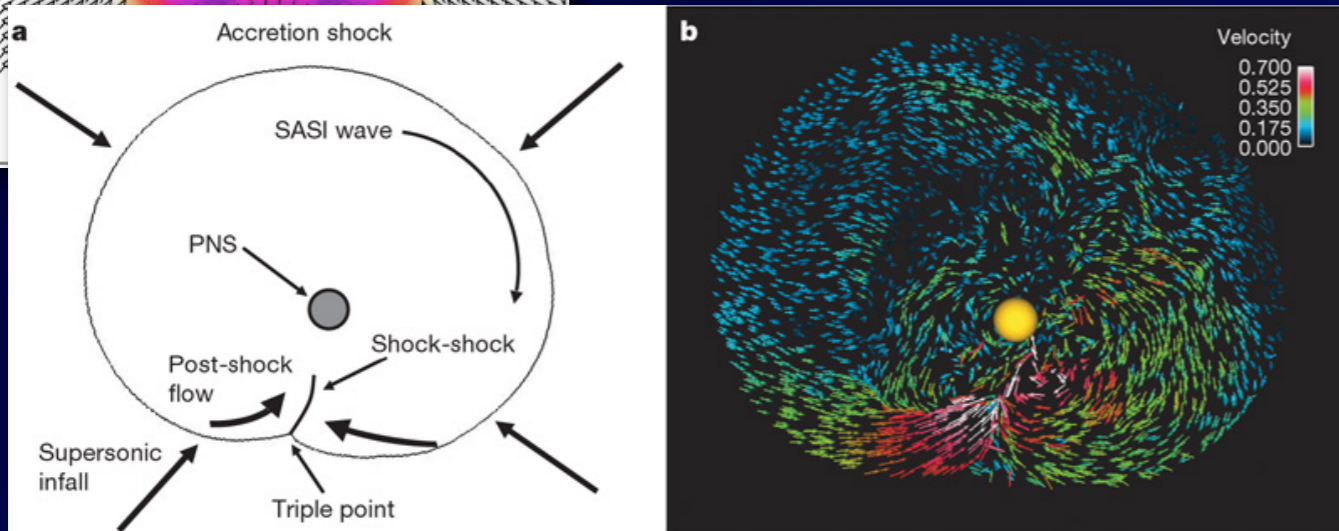 a
Accretion shock
SASI wave
PNS
Shock-shock
Post-shock
flow
Supersonic
infall
Triple point
b
Velocity
0.700
0.525
0.350
0.175
0.000